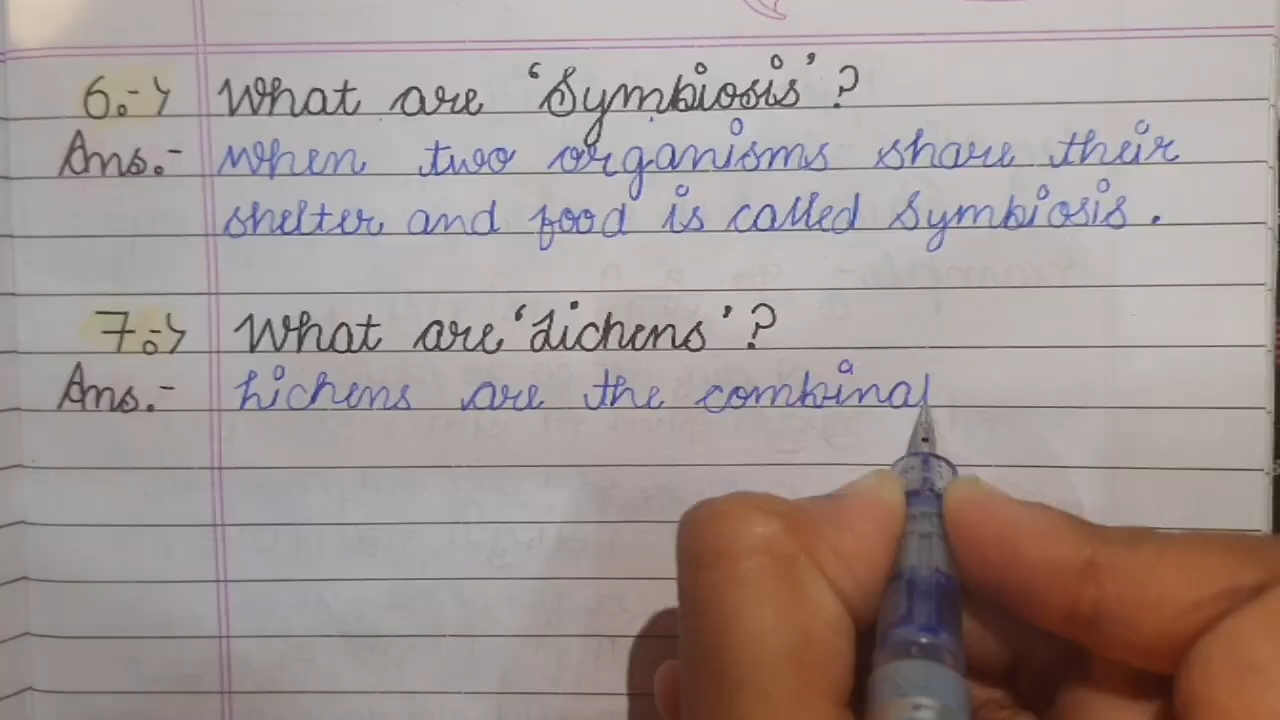 6.→ What are ‘Symbiosis’?
Ans.- When two organisms share their
shelter and food is called Symbiosis.
7.→ What are ‘Lichens’?
Ans.- Lichens are the combinat